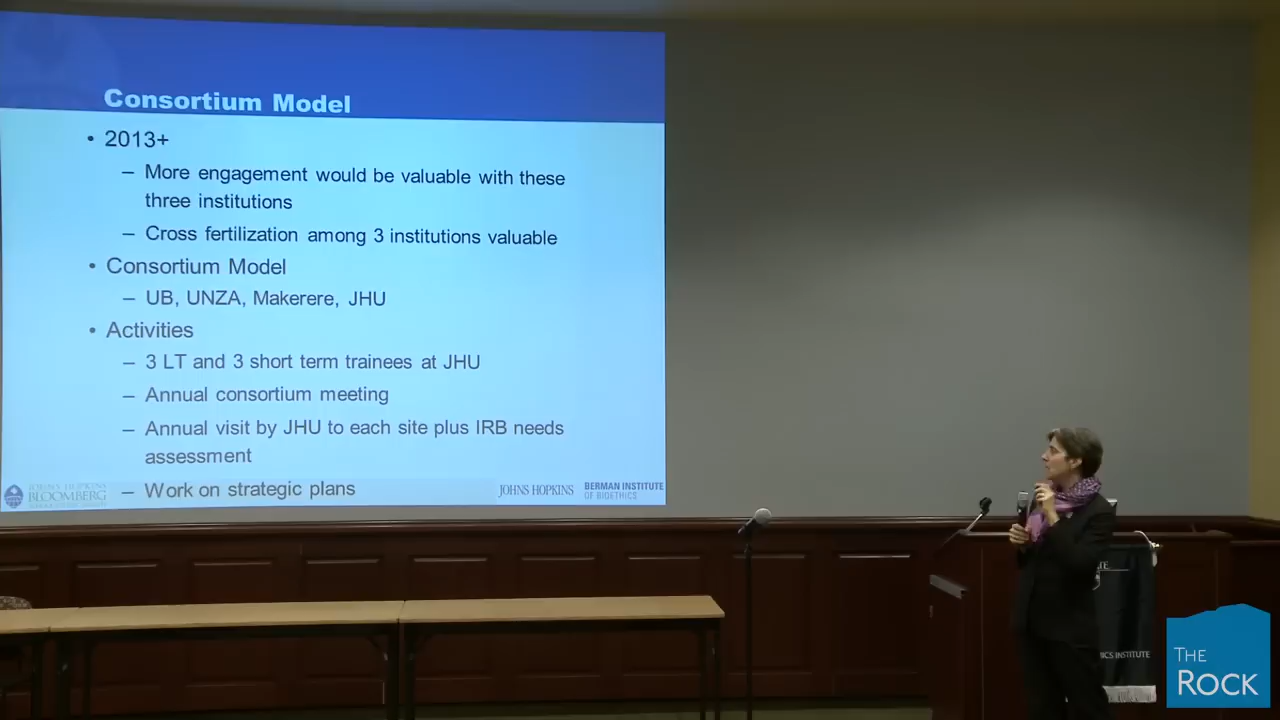 Consortium Model
• 2013+
– More engagement would be valuable with these
three institutions
– Cross fertilization among 3 institutions valuable
• Consortium Model
– UB, UNZA, Makerere, JHU
• Activities
– 3 LT and 3 short term trainees at JHU
– Annual consortium meeting
– Annual visit by JHU to each site plus IRB needs
assessment
– Work on strategic plans
JOHNS HOPKINS
BLOOMBERG
JOHNS HOPKINS
BERMAN INSTITUTE
OF BIOETHICS
INSTITUTE
THE
ROCK